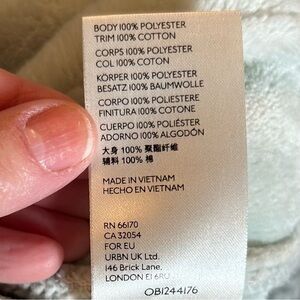 BODY 100% POLYESTER
TRIM 100% COTTON
CORPS 100% POLYESTER
COL 100% COTON
KÖRPER 100% POLYESTER
BESATZ 100% BAUMWOLLE
CORPO 100% POLIESTERE
FINITURA 100% COTONE
CUERPO 100% POLIÉSTER
ADORNO 100% ALGODÓN
大身 100% 聚酯纤维
辅料 100% 棉
MADE IN VIETNAM
HECHO EN VIETNAM
RN 66170
CA 32054
FOR EU
URBN UK Ltd.
146 Brick Lane,
LONDON E1 6RU
OB1244176